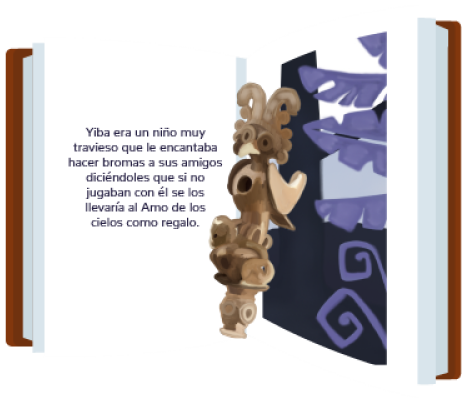 Yiba era un niño muy
travieso que le encantaba
hacer bromas a sus amigos
diciéndoles que si no
jugaban con él se los
llevaría al Amo de los
cielos como regalo.